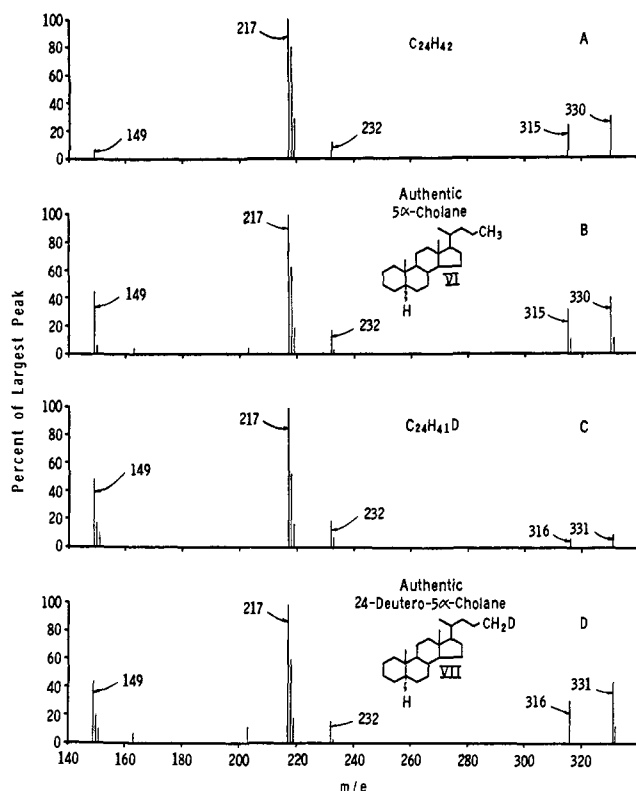 100
80
60
40
20
0
149
217
232
C24H42
A
315
330
100
80
60
40
20
0
149
217
232
Authentic
5α-Cholane
CH3
VI
H
B
315
330
100
80
60
40
20
0
149
217
232
C24H41D
C
316
331
100
80
60
40
20
0
149
217
232
Authentic
24-Deutero-5α-Cholane
CH2D
VII
H
D
316
331
140 160 180 200 220 240 260 280 300 320
m/e
Percent of Largest Peak